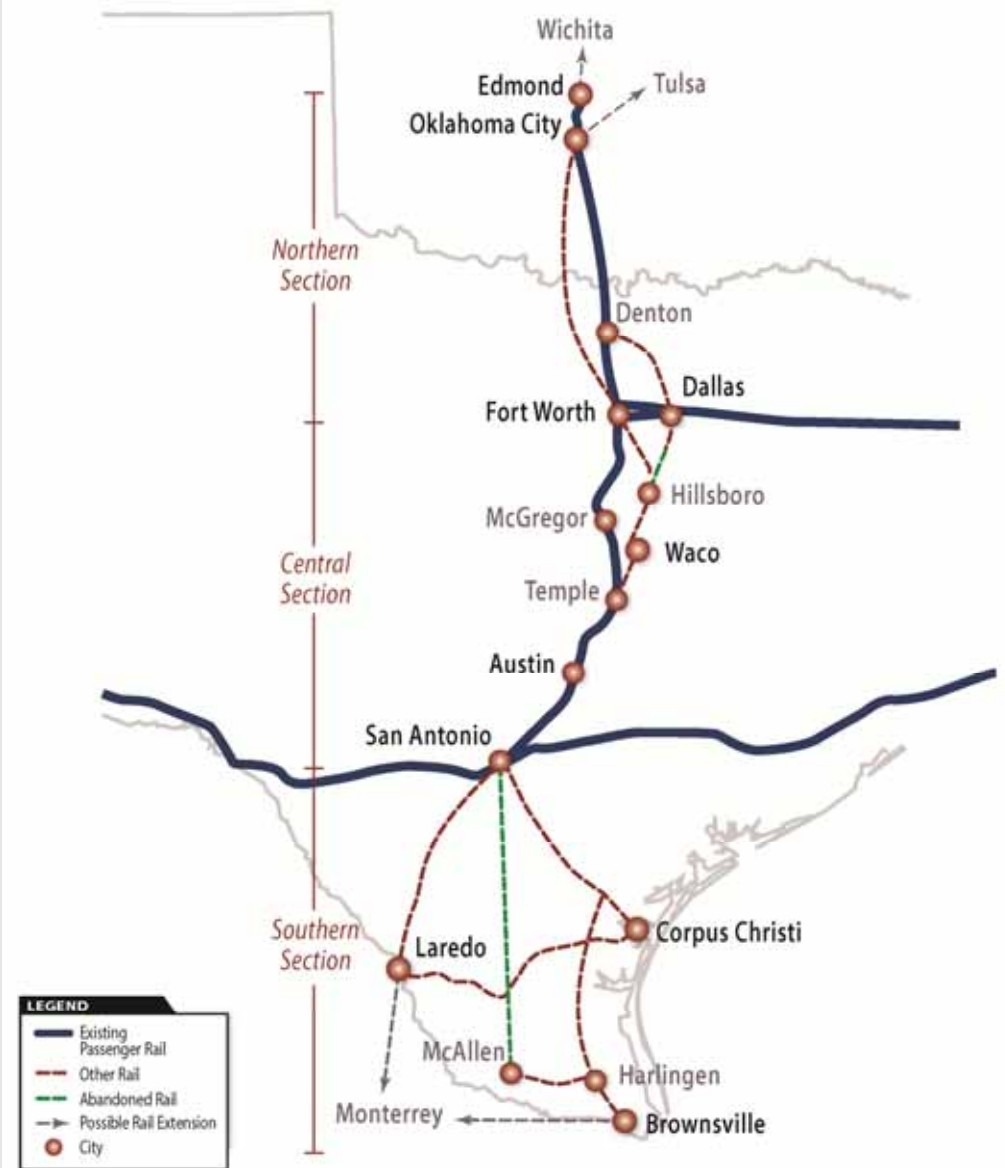 Wichita
Edmond
Tulsa
Oklahoma City
Northern
Section
Denton
Dallas
Fort Worth
Hillsboro
McGregor
Waco
Central
Section
Temple
Austin
San Antonio
Southern
Section
Corpus Christi
Laredo
McAllen
Harlingen
Monterrey
Brownsville
LEGEND
Existing
Passenger Rail
Other Rail
Abandoned Rail
Possible Rail Extension
City